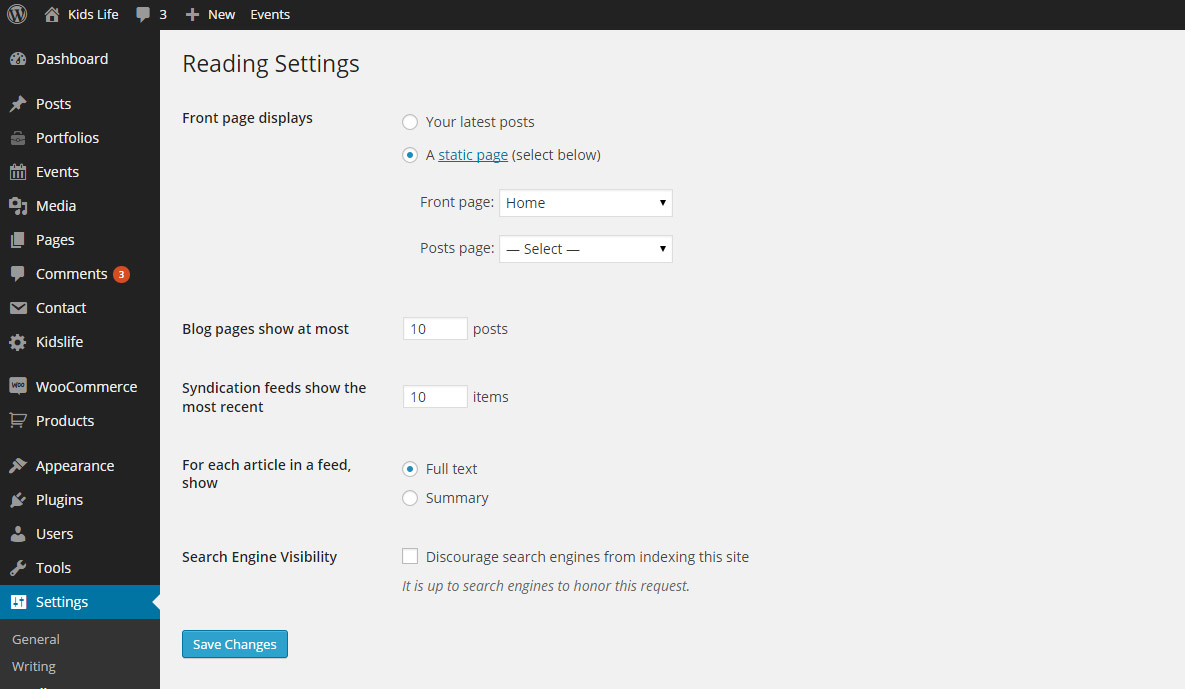 Kids Life 3 New Events
Dashboard
Posts
Portfolios
Events
Media
Pages
Comments 3
Contact
Kidslife
WooCommerce
Products
Appearance
Plugins
Users
Tools
Settings
General
Writing
Reading Settings
Front page displays
Your latest posts
A static page (select below)
Front page: Home
Posts page: — Select —
Blog pages show at most
10 posts
Syndication feeds show the
most recent
10 items
For each article in a feed,
show
Full text
Summary
Search Engine Visibility
Discourage search engines from indexing this site
It is up to search engines to honor this request.
Save Changes